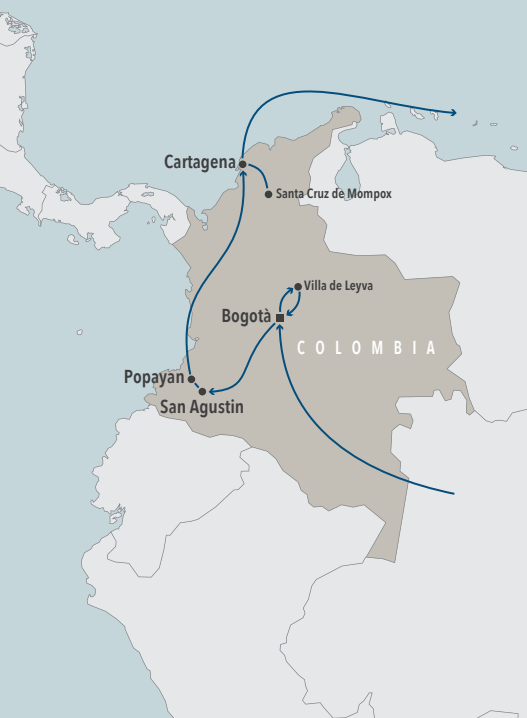 Cartagena
Santa Cruz de Mompox
Villa de Leyva
Bogotà
COLOMBIA
Popayan
San Agustin